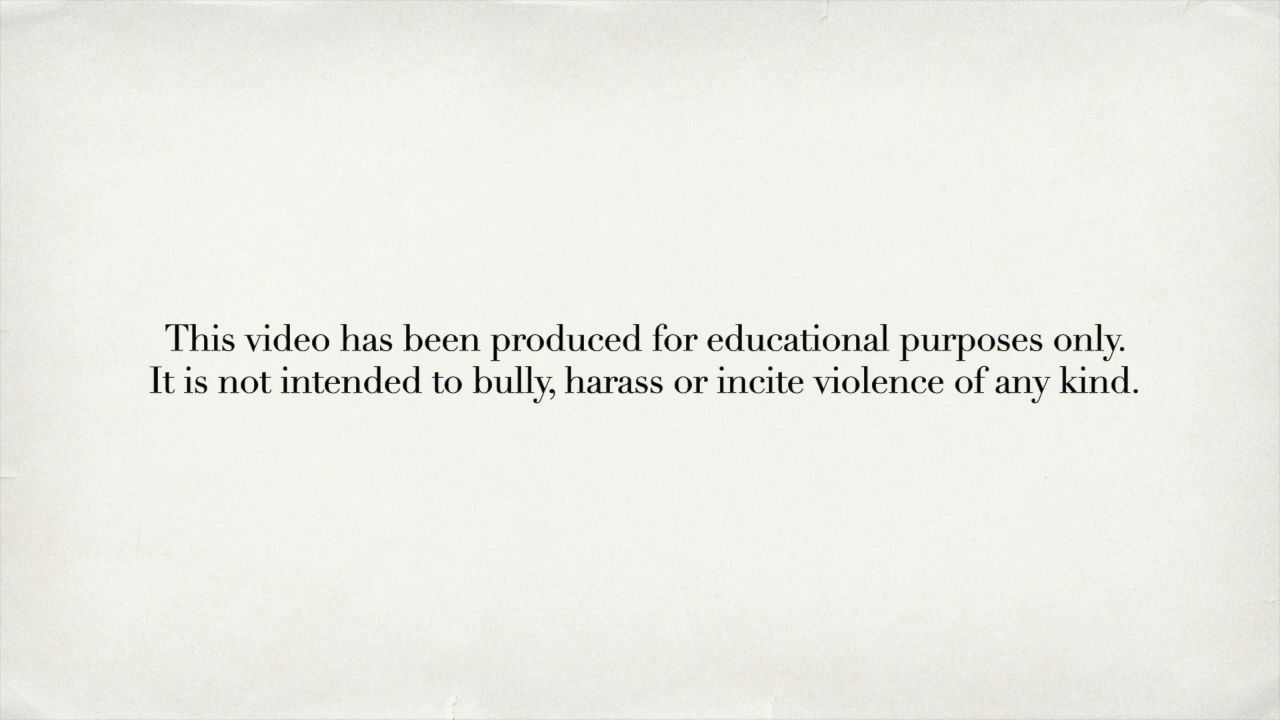 This video has been produced for educational purposes only.
It is not intended to bully, harass or incite violence of any kind.